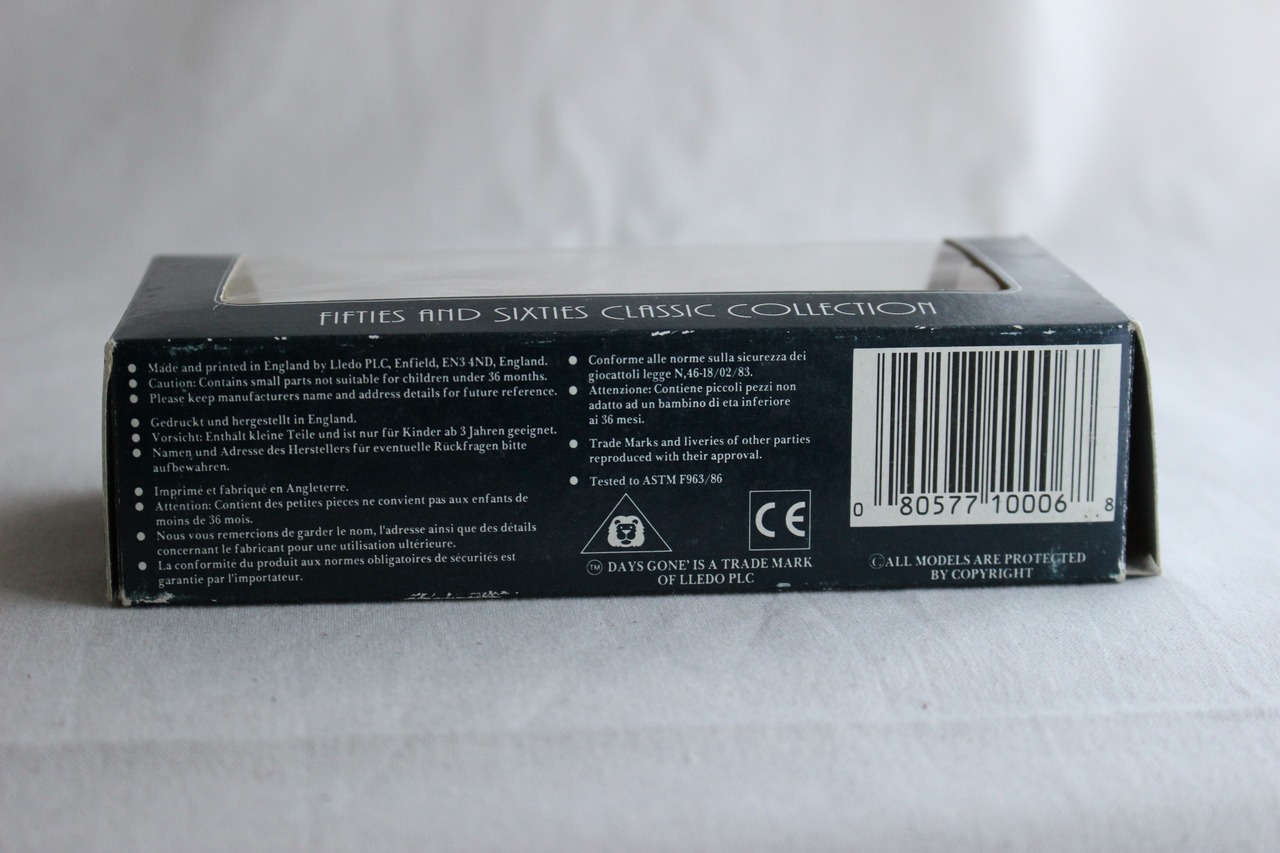 FIFTIES AND SIXTIES CLASSIC COLLECTION
● Made and printed in England by Lledo PLC, Enfield, EN3 4ND, England.
● Caution: Contains small parts not suitable for children under 36 months.
● Please keep manufacturers name and address details for future reference.
● Gedruckt und hergestellt in England.
● Vorsicht: Enthält kleine Teile und ist nur für Kinder ab 3 Jahren geeignet.
● Namen und Adresse des Herstellers für eventuelle Rückfragen bitte
aufbewahren.
● Imprimé et fabriqué en Angleterre.
● Attention: Contient des petites pieces ne convient pas aux enfants de
moins de 36 mois.
● Nous vous remercions de garder le nom, l'adresse ainsi que des détails
concernant le fabricant pour une utilisation ultérieure.
● La conformité du produit aux normes obligatoires de sécurités est
garantie par l'importateur.
● Conforme alle norme sulla sicurezza dei
giocattoli legge N,46-18/02/83.
● Attenzione: Contiene piccoli pezzi non
adatto ad un bambino di eta inferiore
ai 36 mesi.
● Trade Marks and liveries of other parties
reproduced with their approval.
● Tested to ASTM F963/86
CE
™ DAYS GONE' IS A TRADE MARK
OF LLEDO PLC
0 80577 10006 8
©ALL MODELS ARE PROTECTED
BY COPYRIGHT